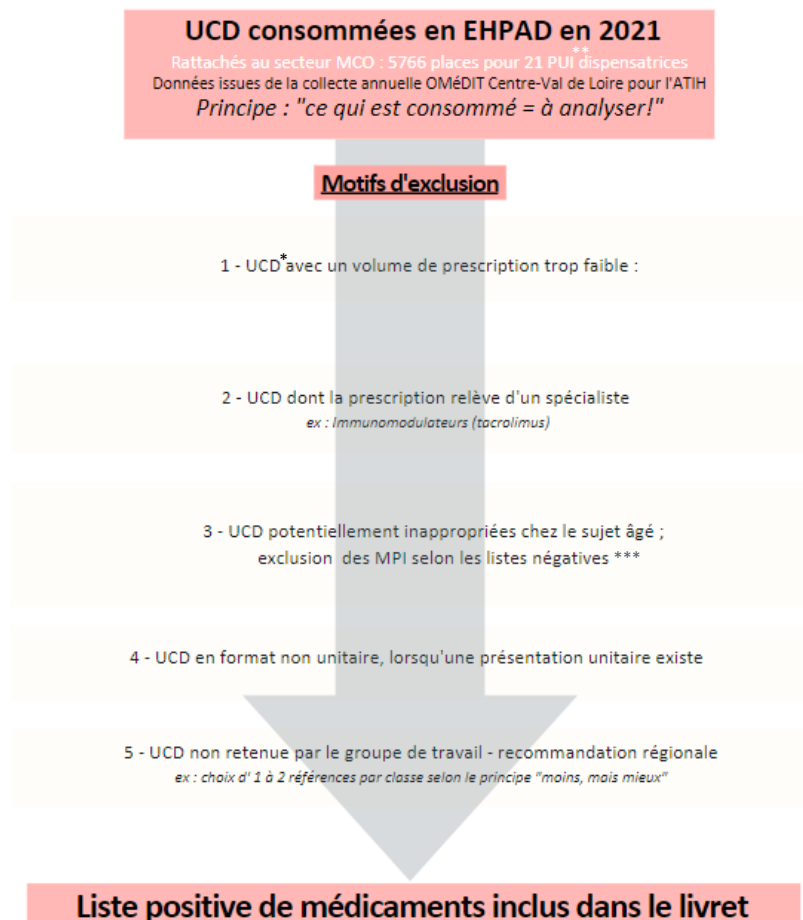 UCD consommées en EHPAD en 2021
Rattachés au secteur MCO : 5766 places pour 21 PUI** dispensatrices
Données issues de la collecte annuelle OMéDIT Centre-Val de Loire pour l'ATIH
Principe : "ce qui est consommé = à analyser!"
Motifs d'exclusion
1 - UCD* avec un volume de prescription trop faible :
2 - UCD dont la prescription relève d'un spécialiste
ex : Immunomodulateurs (tacrolimus)
3 - UCD potentiellement inappropriées chez le sujet âgé ;
exclusion des MPI selon les listes négatives ***
4 - UCD en format non unitaire, lorsqu'une présentation unitaire existe
5 - UCD non retenue par le groupe de travail - recommandation régionale
ex : choix d' 1 à 2 références par classe selon le principe "moins, mais mieux"
Liste positive de médicaments inclus dans le livret